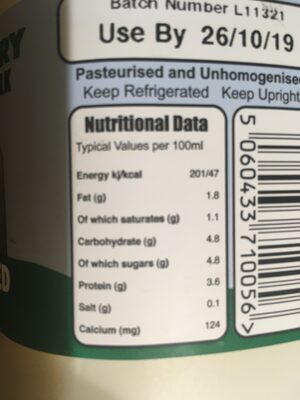 Batch Number L11321
Use By 26/10/19
Pasteurised and Unhomogenised
Keep Refrigerated Keep Upright
Nutritional Data
Typical Values per 100ml
Energy kj/kcal 201/47
Fat (g) 1.8
Of which saturates (g) 1.1
Carbohydrate (g) 4.8
Of which sugars (g) 4.8
Protein (g) 3.6
Salt (g) 0.1
Calcium (mg) 124
5 060433 710056 >